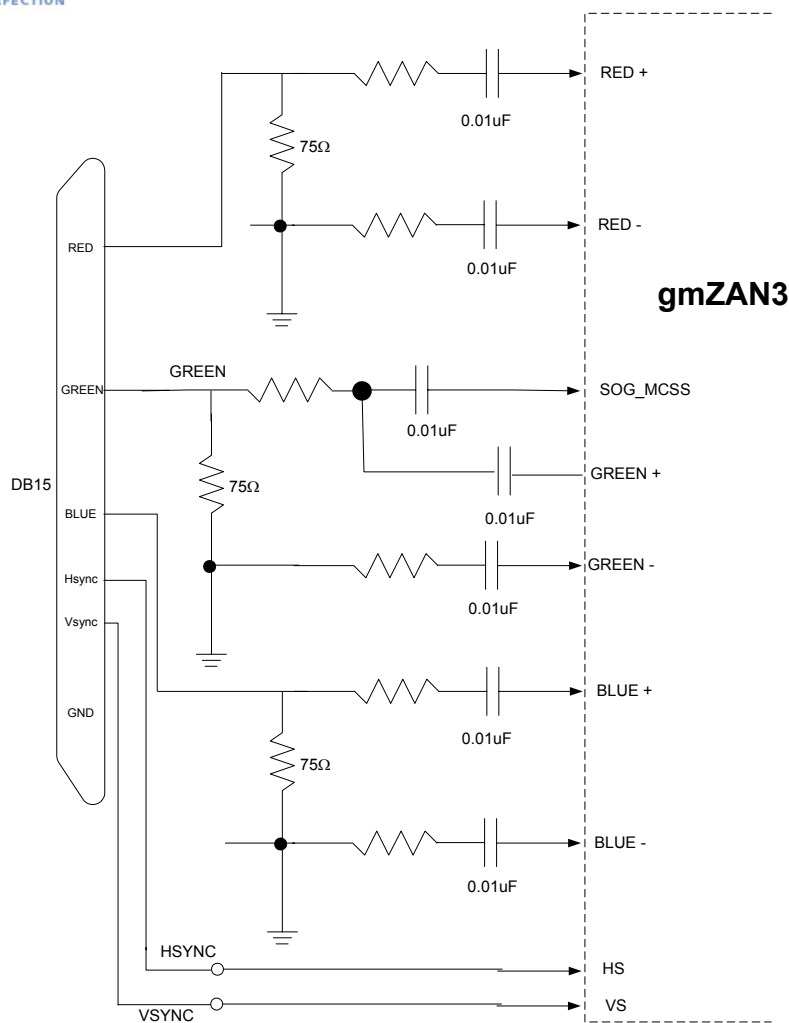 RED +
0.01uF
75Ω
RED -
RED
0.01uF
gmZAN3
GREEN
GREEN
SOG_MCSS
0.01uF
GREEN +
DB15
75Ω
BLUE
0.01uF
Hsync
GREEN -
0.01uF
Vsync
BLUE +
GND
0.01uF
75Ω
BLUE -
0.01uF
HSYNC
HS
VS
VSYNC